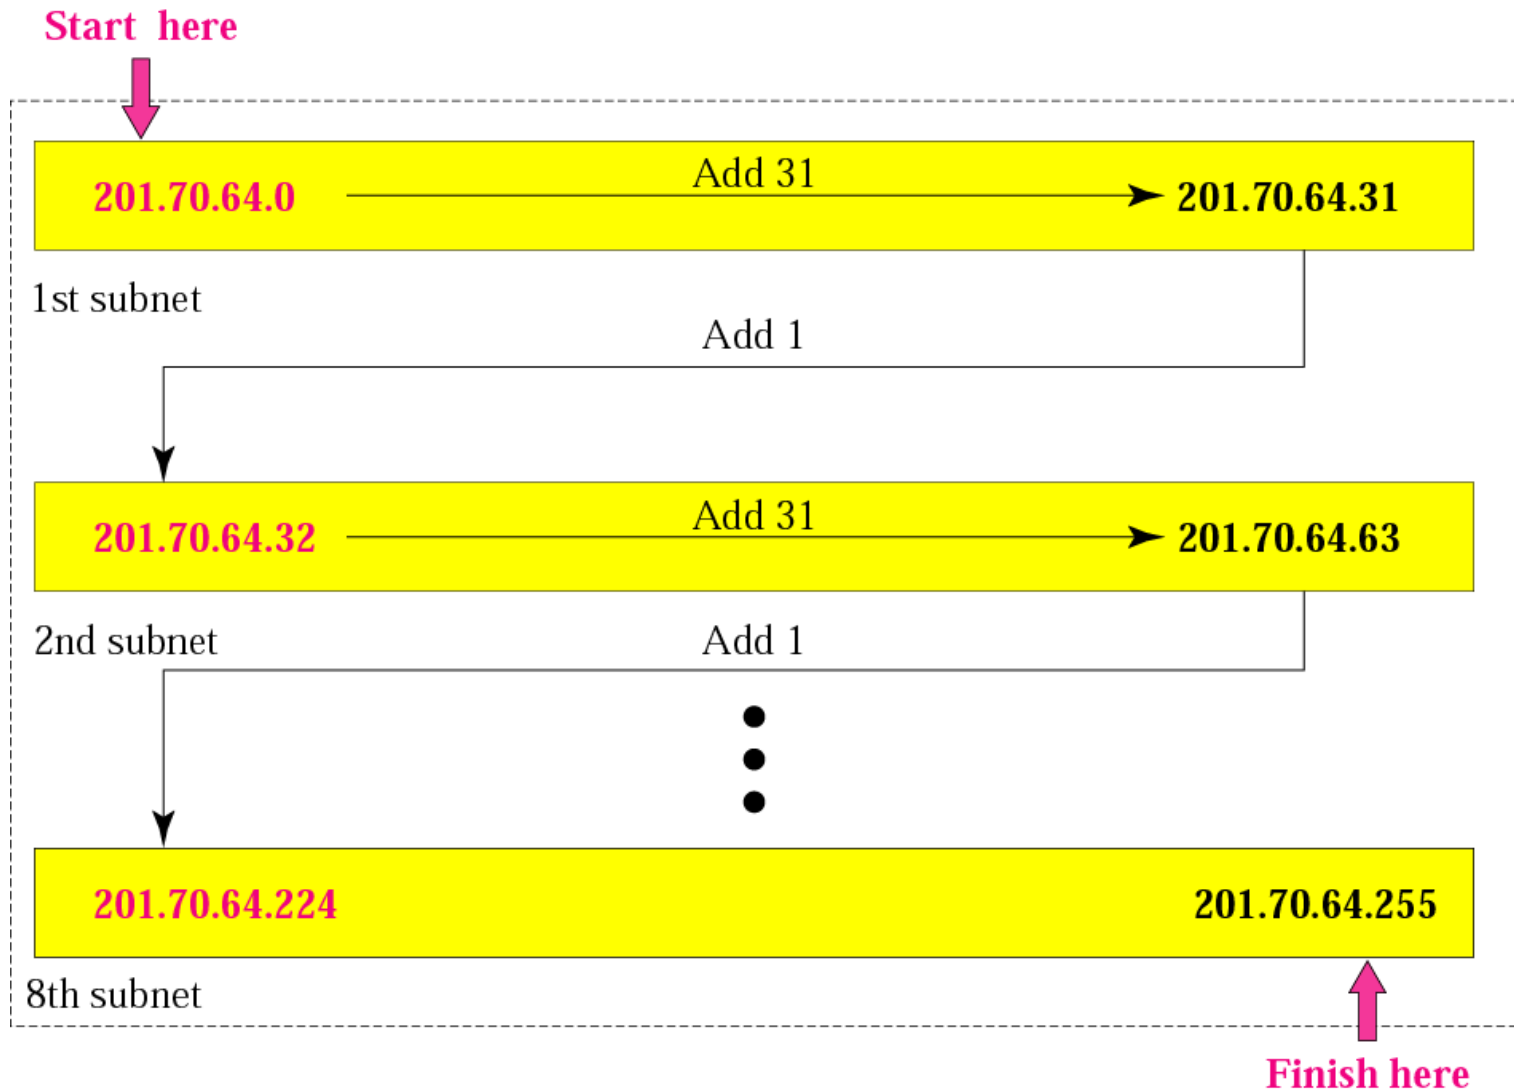 Start here
201.70.64.0
Add 31
201.70.64.31
1st subnet
Add 1
201.70.64.32
Add 31
201.70.64.63
2nd subnet
Add 1
201.70.64.224
201.70.64.255
8th subnet
Finish here